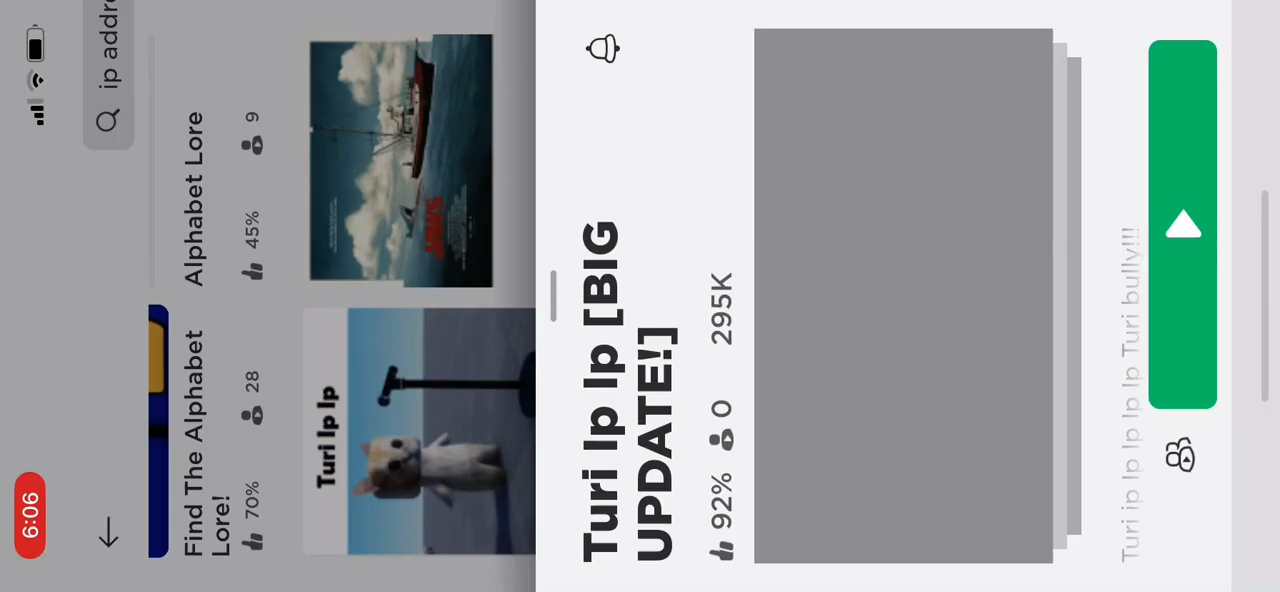 6:06
ip addr
Find The Alphabet
Lore!
70% 28
Alphabet Lore
45% 9
Turi Ip Ip
Turi Ip Ip [BIG
UPDATE!]
92% 0 295K
Turi ip Ip Ip Ip Ip Turi bully!!!